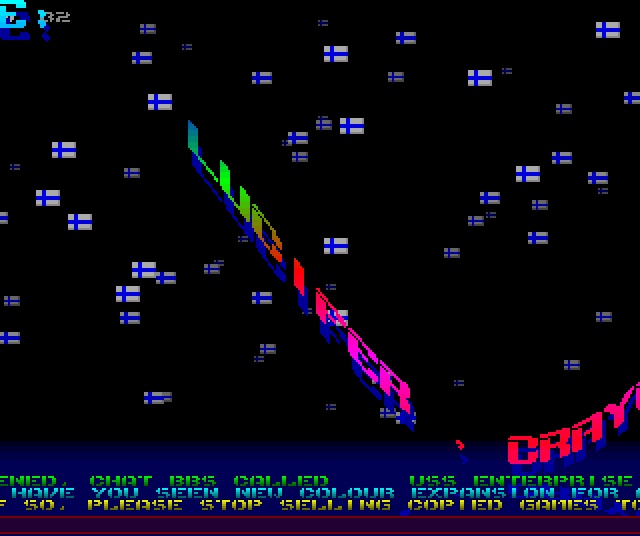 CRAY
ENED, CHAT BBS CALLED USS ENTERPRISE
HAVE YOU SEEN NEW COLOUR EXPANSION FOR
F SO, PLEASE STOP SELLING COPIED GAMES TO